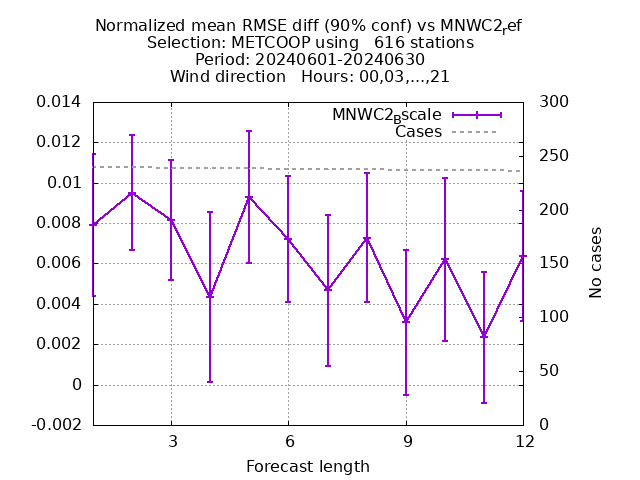 Normalized mean RMSE diff (90% conf) vs MNWC2_ref
Selection: METCOOP using   616 stations
Period: 20240601-20240630
Wind direction   Hours: 00,03,...,21
MNWC2_Bscale
Cases
0.014
0.012
0.01
0.008
0.006
0.004
0.002
0
-0.002
300
250
200
150
100
50
0
No cases
3 6 9 12
Forecast length